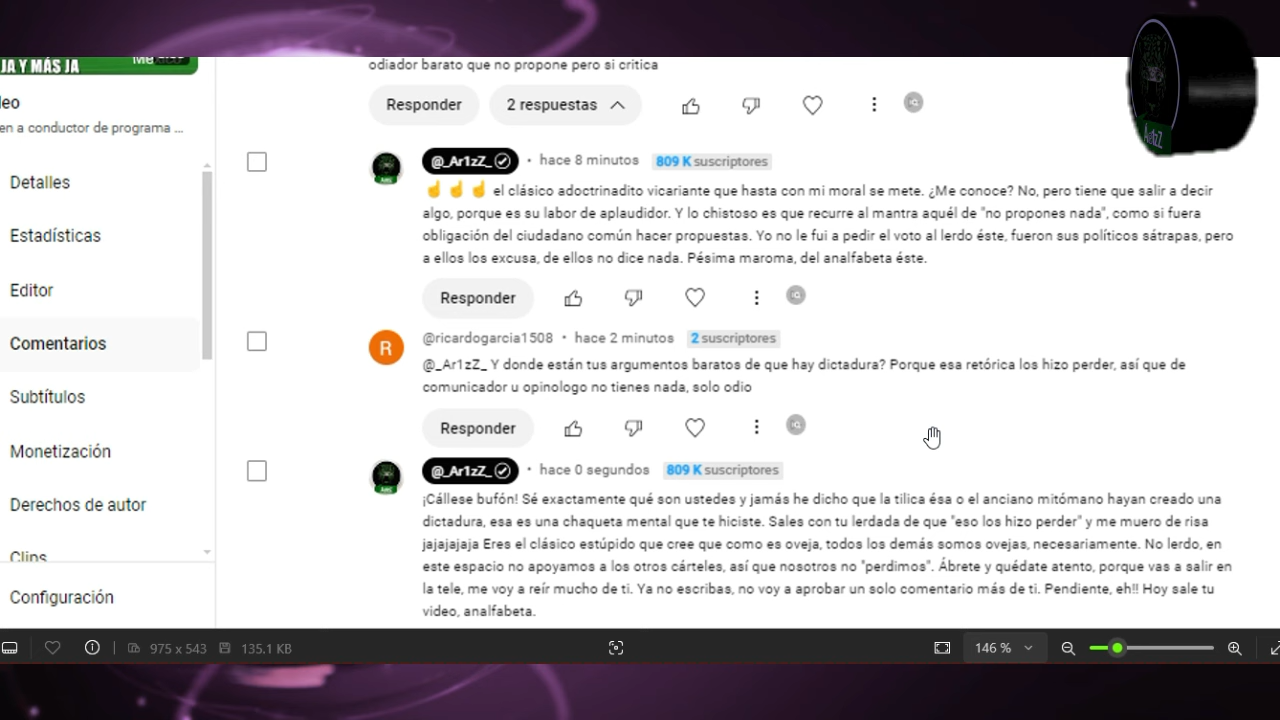 JA Y MÁS JA
odiador barato que no propone pero si critica
Responder
2 respuestas
eo
en a conductor de programa ...
Detalles
Estadísticas
Editor
Comentarios
Subtítulos
Monetización
Derechos de autor
Clips
Configuración
@_Ar1zZ_ • hace 8 minutos 809 K suscriptores
☝☝☝ el clásico adoctrinadito vicariante que hasta con mi moral se mete. ¿Me conoce? No, pero tiene que salir a decir
algo, porque es su labor de aplaudidor. Y lo chistoso es que recurre al mantra aquél de "no propones nada", como si fuera
obligación del ciudadano común hacer propuestas. Yo no le fui a pedir el voto al lerdo éste, fueron sus políticos sátrapas, pero
a ellos los excusa, de ellos no dice nada. Pésima maroma, del analfabeta éste.
Responder
R
@ricardogarcia1508 • hace 2 minutos 2 suscriptores
@_Ar1zZ_ Y donde están tus argumentos baratos de que hay dictadura? Porque esa retórica los hizo perder, así que de
comunicador u opinologo no tienes nada, solo odio
Responder
@_Ar1zZ_ • hace 0 segundos 809 K suscriptores
¡Cállese bufón! Sé exactamente qué son ustedes y jamás he dicho que la tilica ésa o el anciano mitómano hayan creado una
dictadura, esa es una chaqueta mental que te hiciste. Sales con tu lerdada de que "eso los hizo perder" y me muero de risa
jajajajaja Eres el clásico estúpido que cree que como es oveja, todos los demás somos ovejas, necesariamente. No lerdo, en
este espacio no apoyamos a los otros cárteles, así que nosotros no "perdimos". Ábrete y quédate atento, porque vas a salir en
la tele, me voy a reír mucho de ti. Ya no escribas, no voy a aprobar un solo comentario más de ti. Pendiente, eh!! Hoy sale tu
video, analfabeta.
975 x 543
135.1 KB
146 %